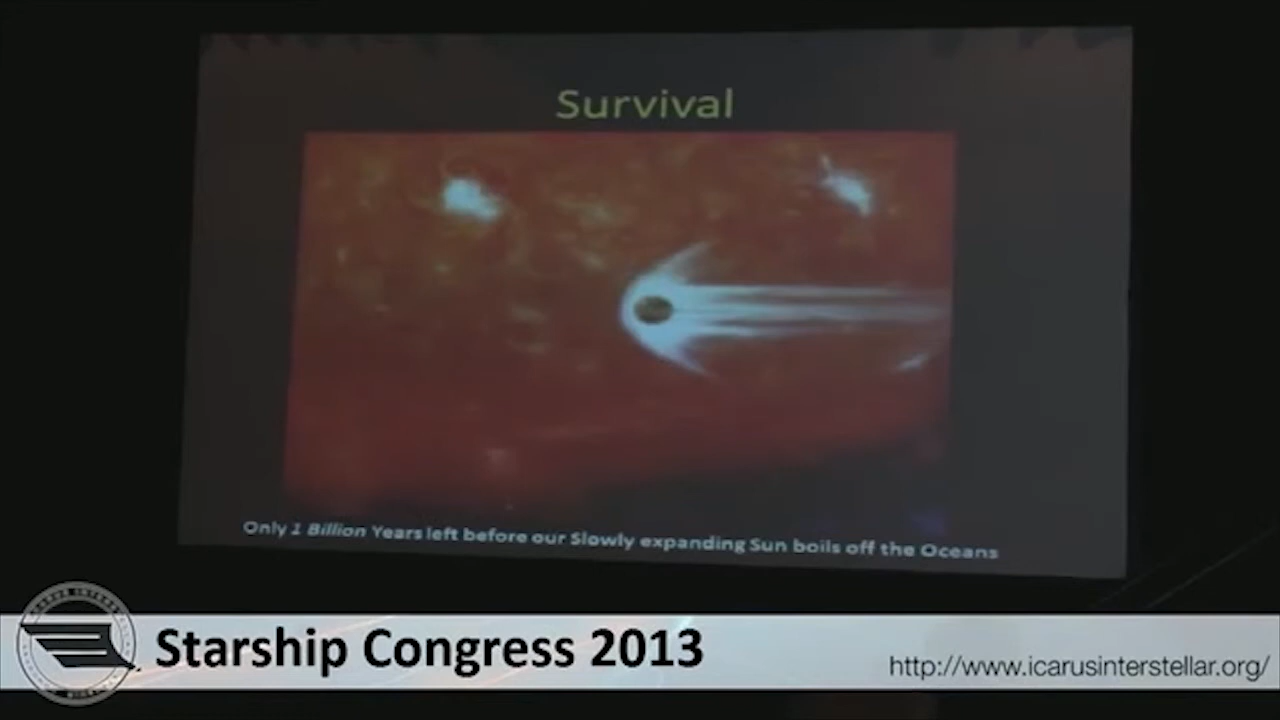 Survival
Only 1 Billion Years left before our Slowly expanding Sun boils off the Oceans
Starship Congress 2013
http://www.icarusinterstellar.org/